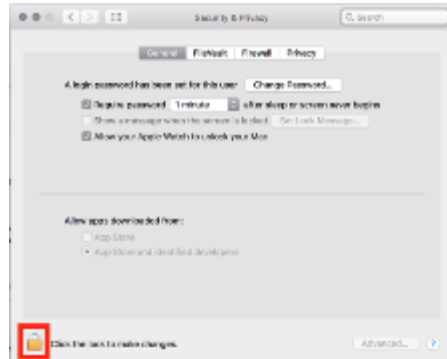 Security & Privacy
Search
General FileVault Firewall Privacy
A login password has been set for this user Change Password...
Require password 1 minute after sleep or screen saver begins
Show a message when the screen is locked Set Lock Message...
Allow your Apple Watch to unlock your Mac
Allow apps downloaded from:
App Store
App Store and identified developers
Click the lock to make changes.
Advanced... ?